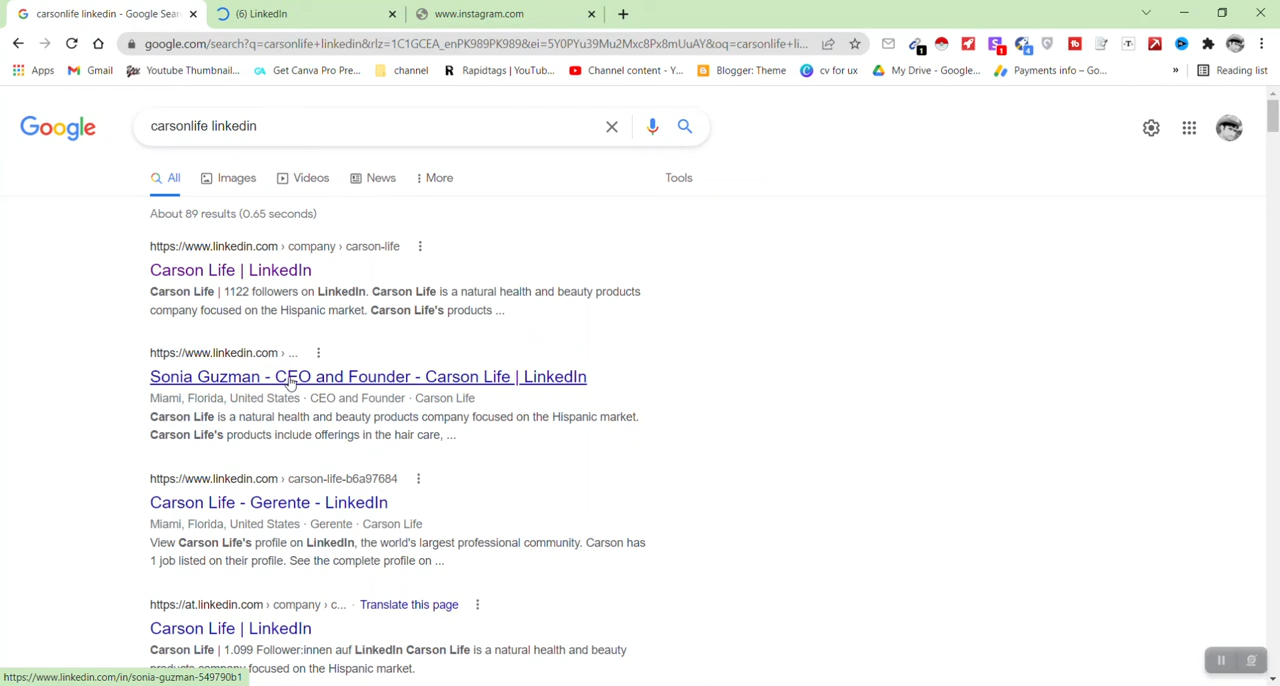 carsonlife linkedin - Google Sear
(6) LinkedIn
www.instagram.com
google.com/search?q=carsonlife+linkedin&rlz=1C1GCEA_enPK989PK989&ei=5Y0PYu39Mu2Mxc8Px8mUuAY&oq=carsonlife+li...
Apps
Gmail
Youtube Thumbnail...
Get Canva Pro Pre...
channel
Rapidtags | YouTub...
Channel content - Y...
Blogger: Theme
cv for ux
My Drive - Google...
Payments info – Go...
»
Reading list
Google
carsonlife linkedin
All
Images
Videos
News
More
Tools
About 89 results (0.65 seconds)
https://www.linkedin.com › company › carson-life
Carson Life | LinkedIn
Carson Life | 1122 followers on LinkedIn. Carson Life is a natural health and beauty products
company focused on the Hispanic market. Carson Life's products ...
https://www.linkedin.com › ...
Sonia Guzman - CEO and Founder - Carson Life | LinkedIn
Miami, Florida, United States · CEO and Founder · Carson Life
Carson Life is a natural health and beauty products company focused on the Hispanic market.
Carson Life's products include offerings in the hair care, ...
https://www.linkedin.com › carson-life-b6a97684
Carson Life - Gerente - LinkedIn
Miami, Florida, United States · Gerente · Carson Life
View Carson Life's profile on LinkedIn, the world's largest professional community. Carson has
1 job listed on their profile. See the complete profile on ...
https://at.linkedin.com › company › c... · Translate this page
Carson Life | LinkedIn
Carson Life | 1.099 Follower:innen auf LinkedIn Carson Life is a natural health and beauty
products company focused on the Hispanic market.
https://www.linkedin.com/in/sonia-guzman-549790b1